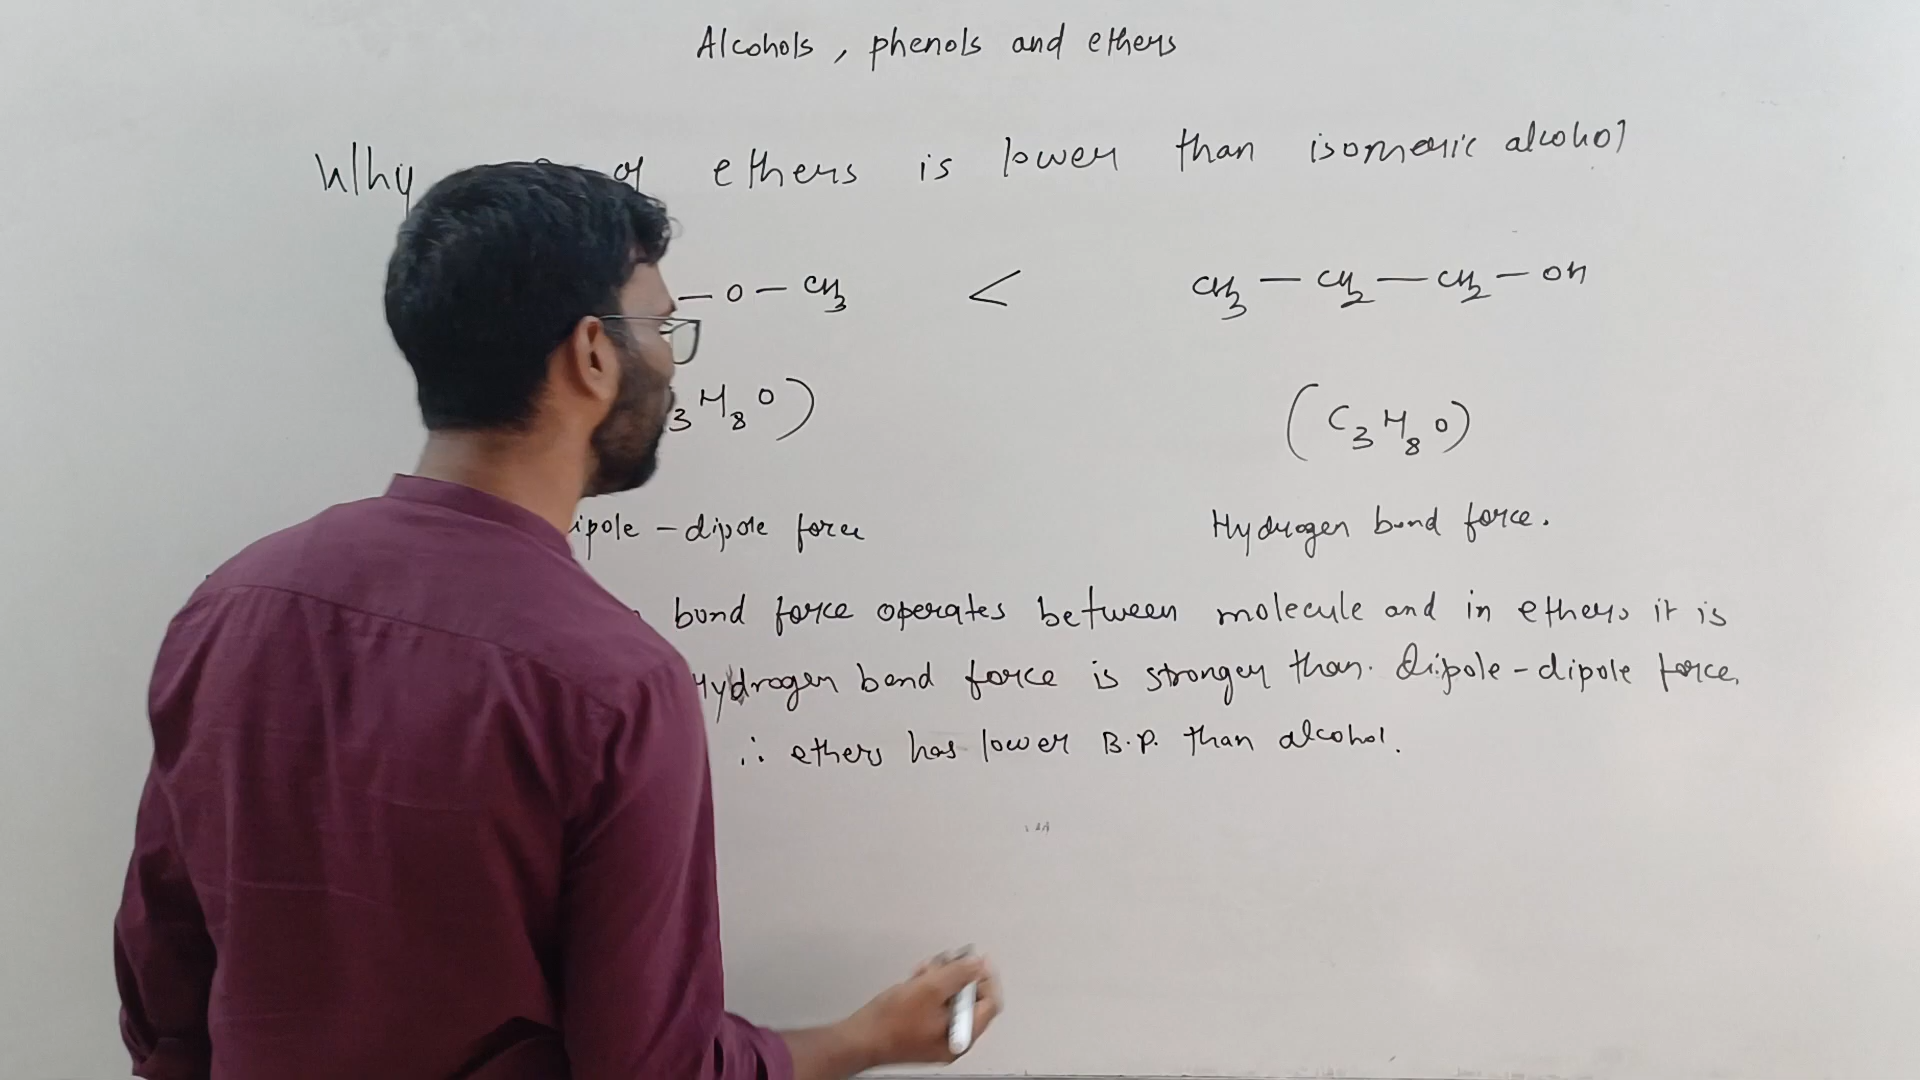 Alcohols, phenols and ethers
Why of ethers is lower than isomeric alcohol
— O — CH3 < CH3 — CH2 — CH2 — OH
3H8O) (C3H8O)
ipole - dipole force Hydrogen bond force.
bond force operates between molecule and in ethers it is
Hydrogen bond force is stronger than. Dipole - dipole force.
∴ ethers has lower B.P. than alcohol.